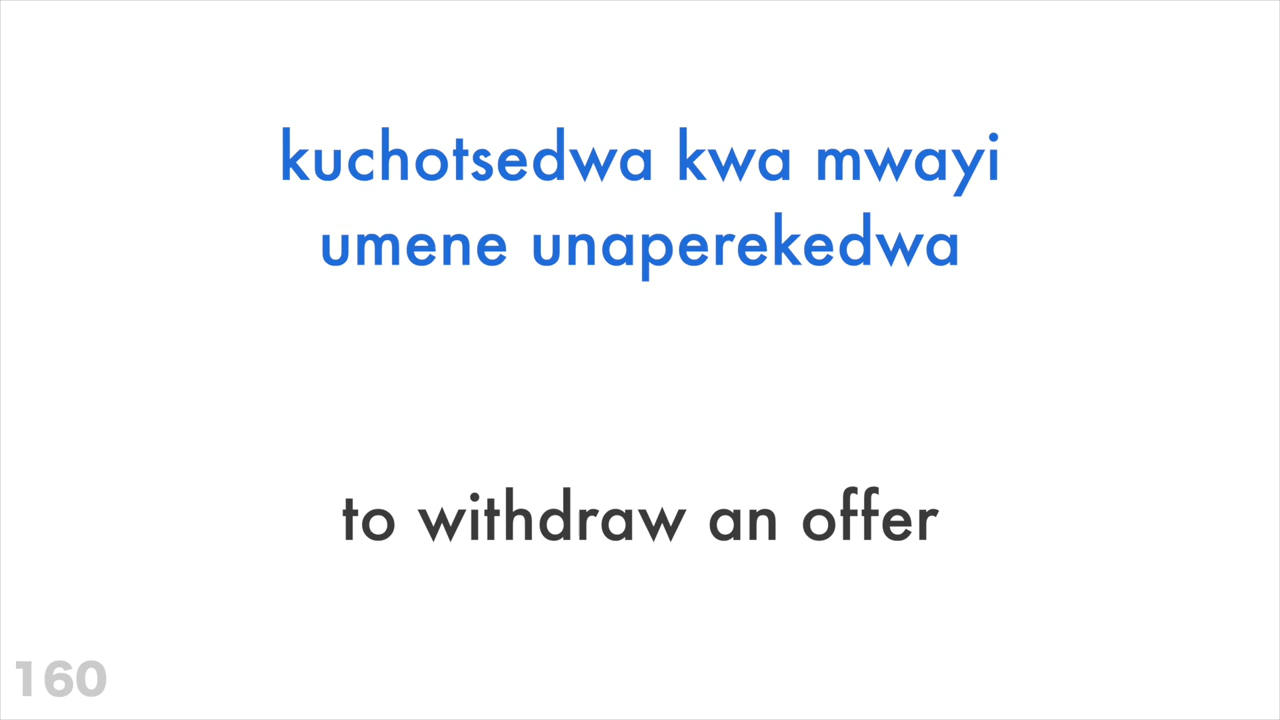 kuchotsedwa kwa mwayi
umene unaperekedwa
to withdraw an offer
160